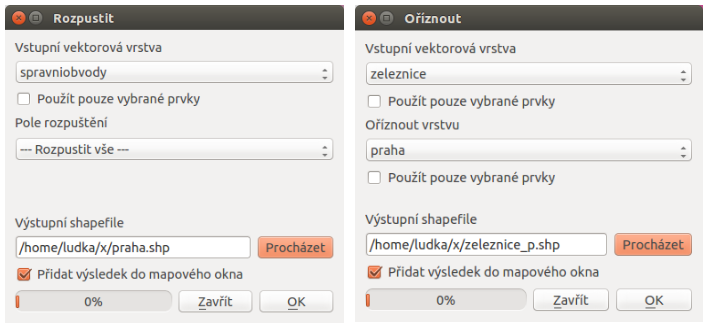 Rozpustit
Vstupní vektorová vrstva
spravniobvody
Použít pouze vybrané prvky
Pole rozpuštění
--- Rozpustit vše ---
Výstupní shapefile
/home/ludka/x/praha.shp
Procházet
Přidat výsledek do mapového okna
0%
Zavřít
OK
Oříznout
Vstupní vektorová vrstva
zeleznice
Použít pouze vybrané prvky
Oříznout vrstvu
praha
Použít pouze vybrané prvky
Výstupní shapefile
/home/ludka/x/zeleznice_p.shp
Procházet
Přidat výsledek do mapového okna
0%
Zavřít
OK